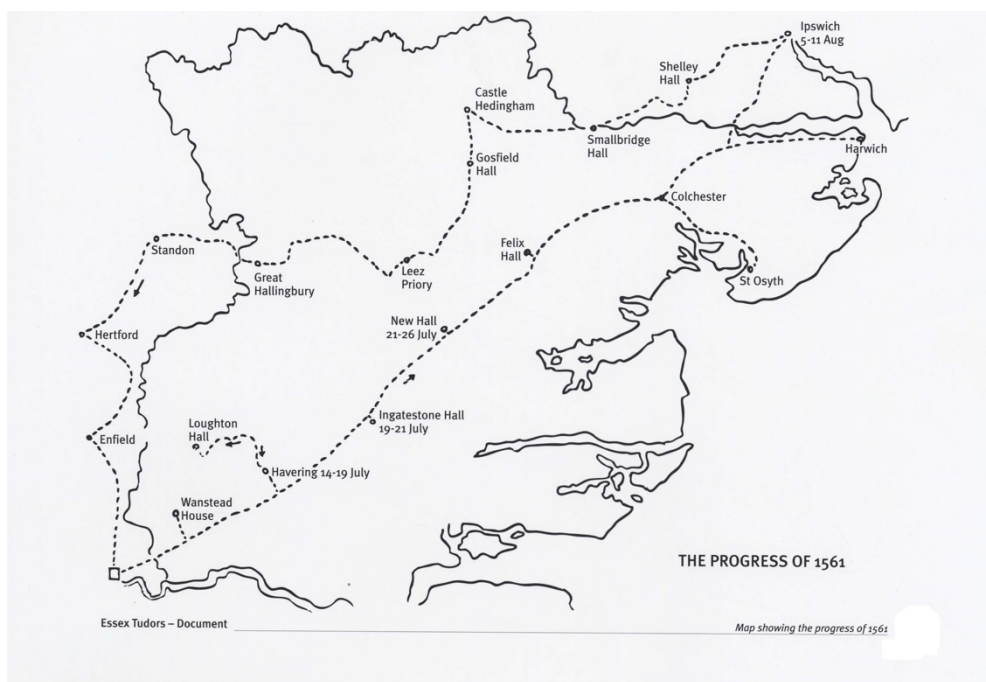 Ipswich
5-11 Aug
Shelley
Hall
Castle
Hedingham
Smallbridge
Hall
Harwich
Gosfield
Hall
Colchester
Standon
Felix
Hall
Great
Hallingbury
Leez
Priory
St Osyth
New Hall
21-26 July
Hertford
Ingatestone Hall
19-21 July
Loughton
Hall
Enfield
Havering 14-19 July
Wanstead
House
THE PROGRESS OF 1561
Essex Tudors – Document
Map showing the progress of 1561